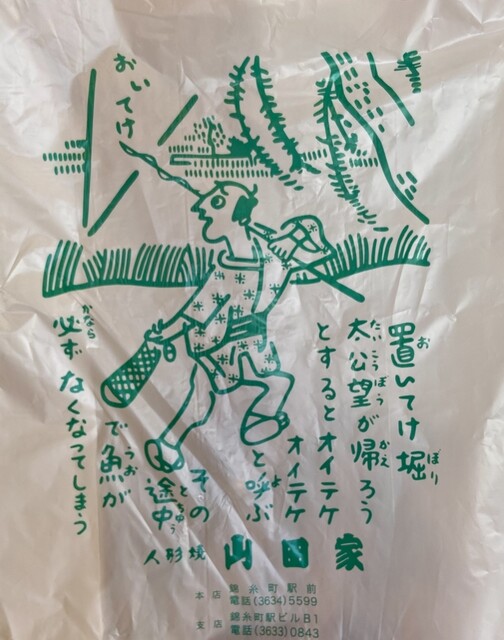 おいてけ
置いてけ堀
太公望が帰ろう
とするとオイテケ
オイテケ
と呼ぶ
その
途中
で魚が
必ずなくなってしまう
人形焼 山田家
本店 錦糸町駅前
電話(3634)5599
支店 錦糸町駅ビルB1
電話(3633)0843